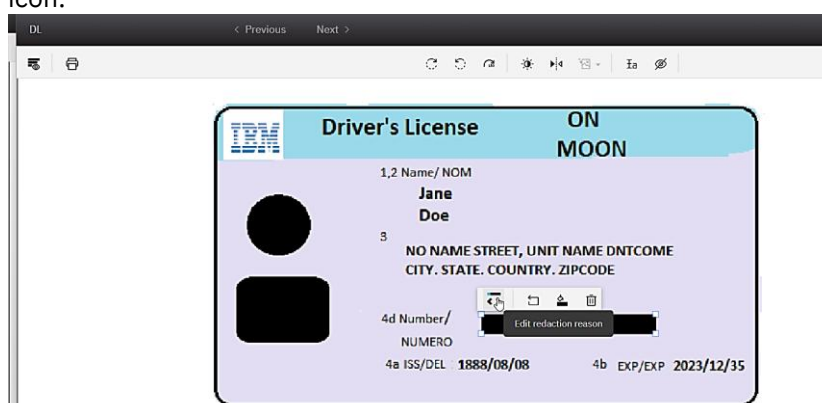 icon.
DL < Previous Next >
Ŧa
IBM Driver's License ON
MOON
1,2 Name/ NOM
Jane
Doe
3
NO NAME STREET, UNIT NAME DNTCOME
CITY. STATE. COUNTRY. ZIPCODE
4d Number/
Edit redaction reason
NUMERO
4a ISS/DEL 1888/08/08 4b EXP/EXP 2023/12/35